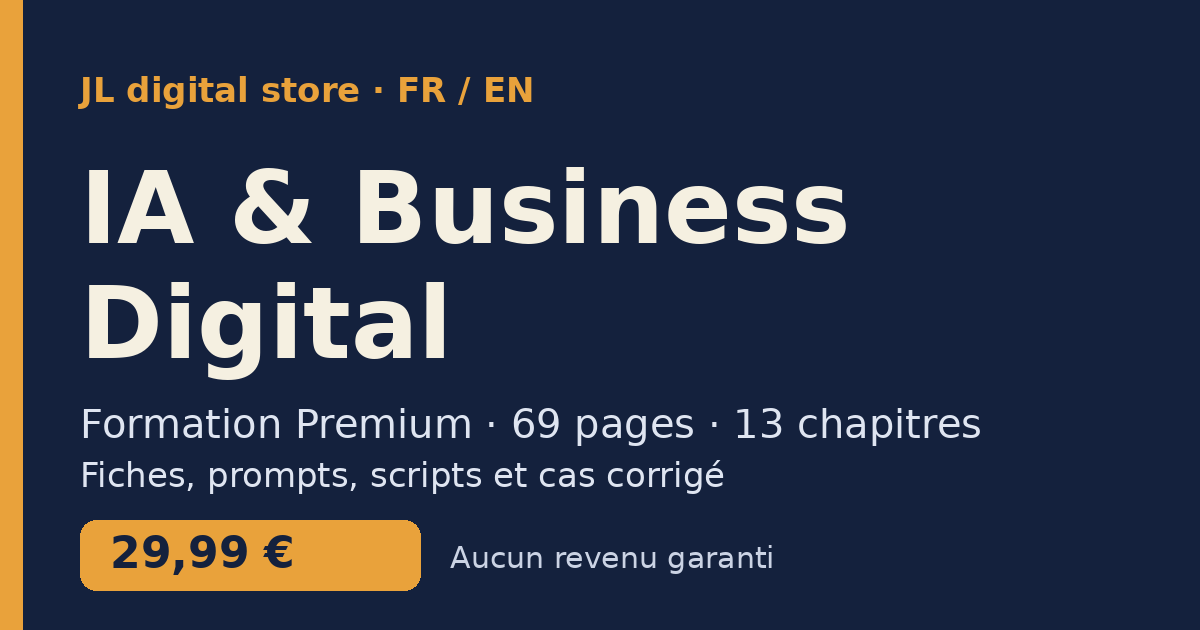 JL digital store · FR / EN
IA & Business
Digital
Formation Premium · 69 pages · 13 chapitres
Fiches, prompts, scripts et cas corrigé
29,99 €
Aucun revenu garanti